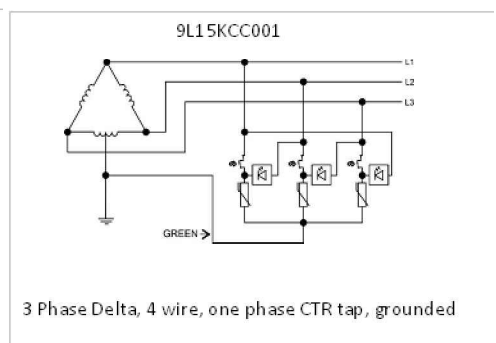 9L15KCC001
L1
L2
L3
GREEN
3 Phase Delta, 4 wire, one phase CTR tap, grounded